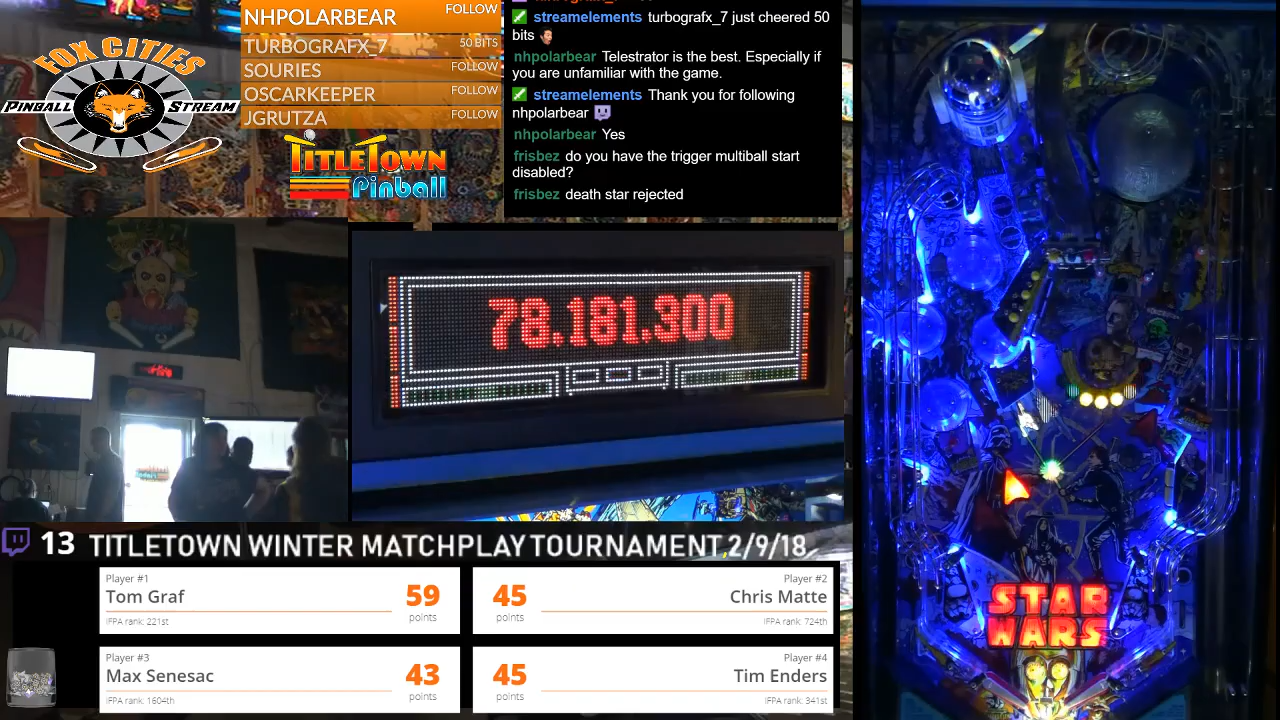 FOX CITIES
PINBALL STREAM
NHPOLARBEAR FOLLOW
TURBOGRAFX_7 50 BITS
SOURIES FOLLOW
OSCARKEEPER FOLLOW
JGRUTZA FOLLOW
TITLETOWN
Pinball
streamelements turbografx_7 just cheered 50
bits
nhpolarbear Telestrator is the best. Especially if
you are unfamiliar with the game.
streamelements Thank you for following
nhpolarbear
nhpolarbear Yes
frisbez do you have the trigger multiball start
disabled?
frisbez death star rejected
78.181.300
13 TITLETOWN WINTER MATCHPLAY TOURNAMENT, 2/9/18
Player #1
Tom Graf
59
points
IFPA rank: 221st
Player #2
Chris Matte
45
points
IFPA rank: 724th
Player #3
Max Senesac
43
points
IFPA rank: 1604th
Player #4
Tim Enders
45
points
IFPA rank: 341st
STAR
WARS